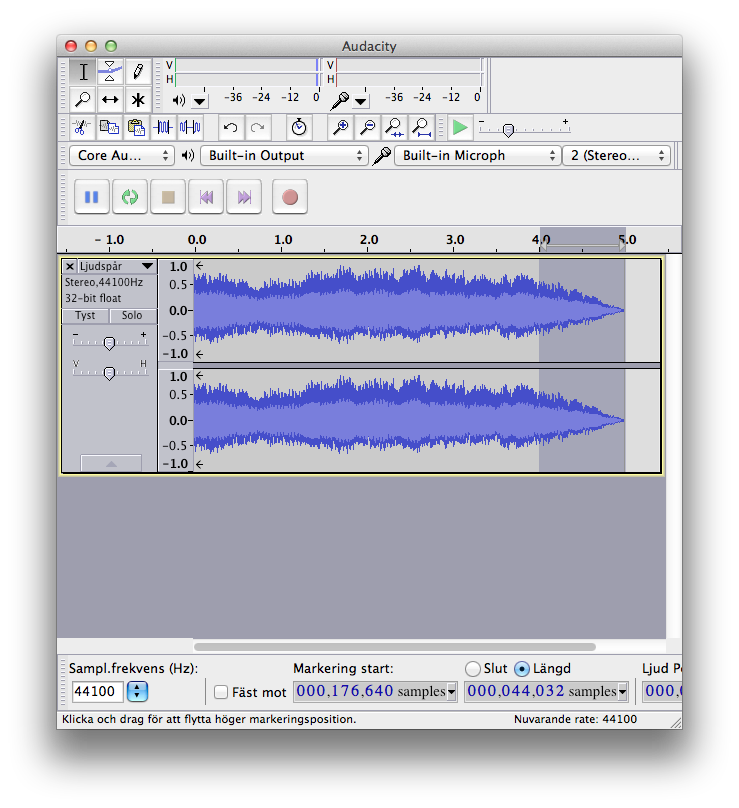 Audacity
V V
H H
-36 -24 -12 0 -36 -24 -12 0
- +
Core Au... Built-in Output Built-in Microph 2 (Stereo...
- 1.0 0.0 1.0 2.0 3.0 4.0 5.0
Ljudspår
Stereo,44100Hz
32-bit float
Tyst Solo
- +
V H
1.0
0.5-
0.0-
-0.5-
-1.0
1.0
0.5-
0.0-
-0.5-
-1.0
Sampl.frekvens (Hz): Markering start: Slut Längd Ljud
44100 Fäst mot 000,176,640 samples 000,044,032 samples
Klicka och drag för att flytta höger markeringsposition. Nuvarande rate: 44100